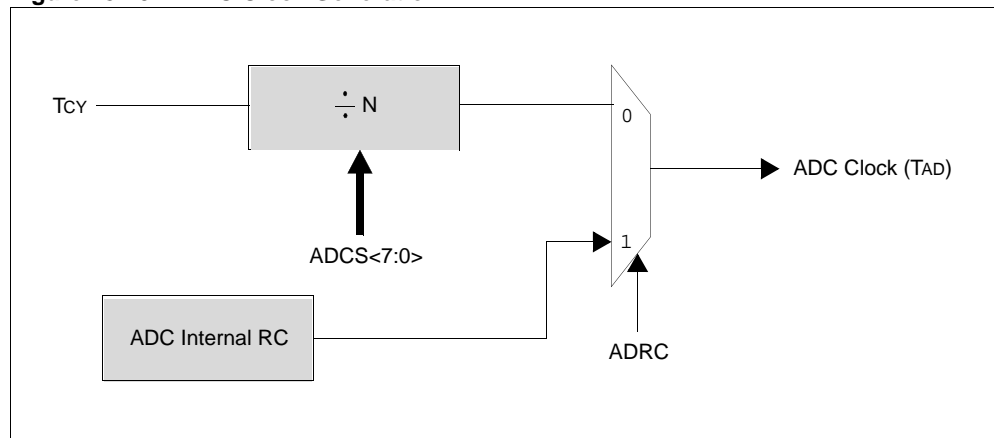 TCY
÷ N
0
ADC Clock (TAD)
ADCS<7:0>
1
ADC Internal RC
ADRC